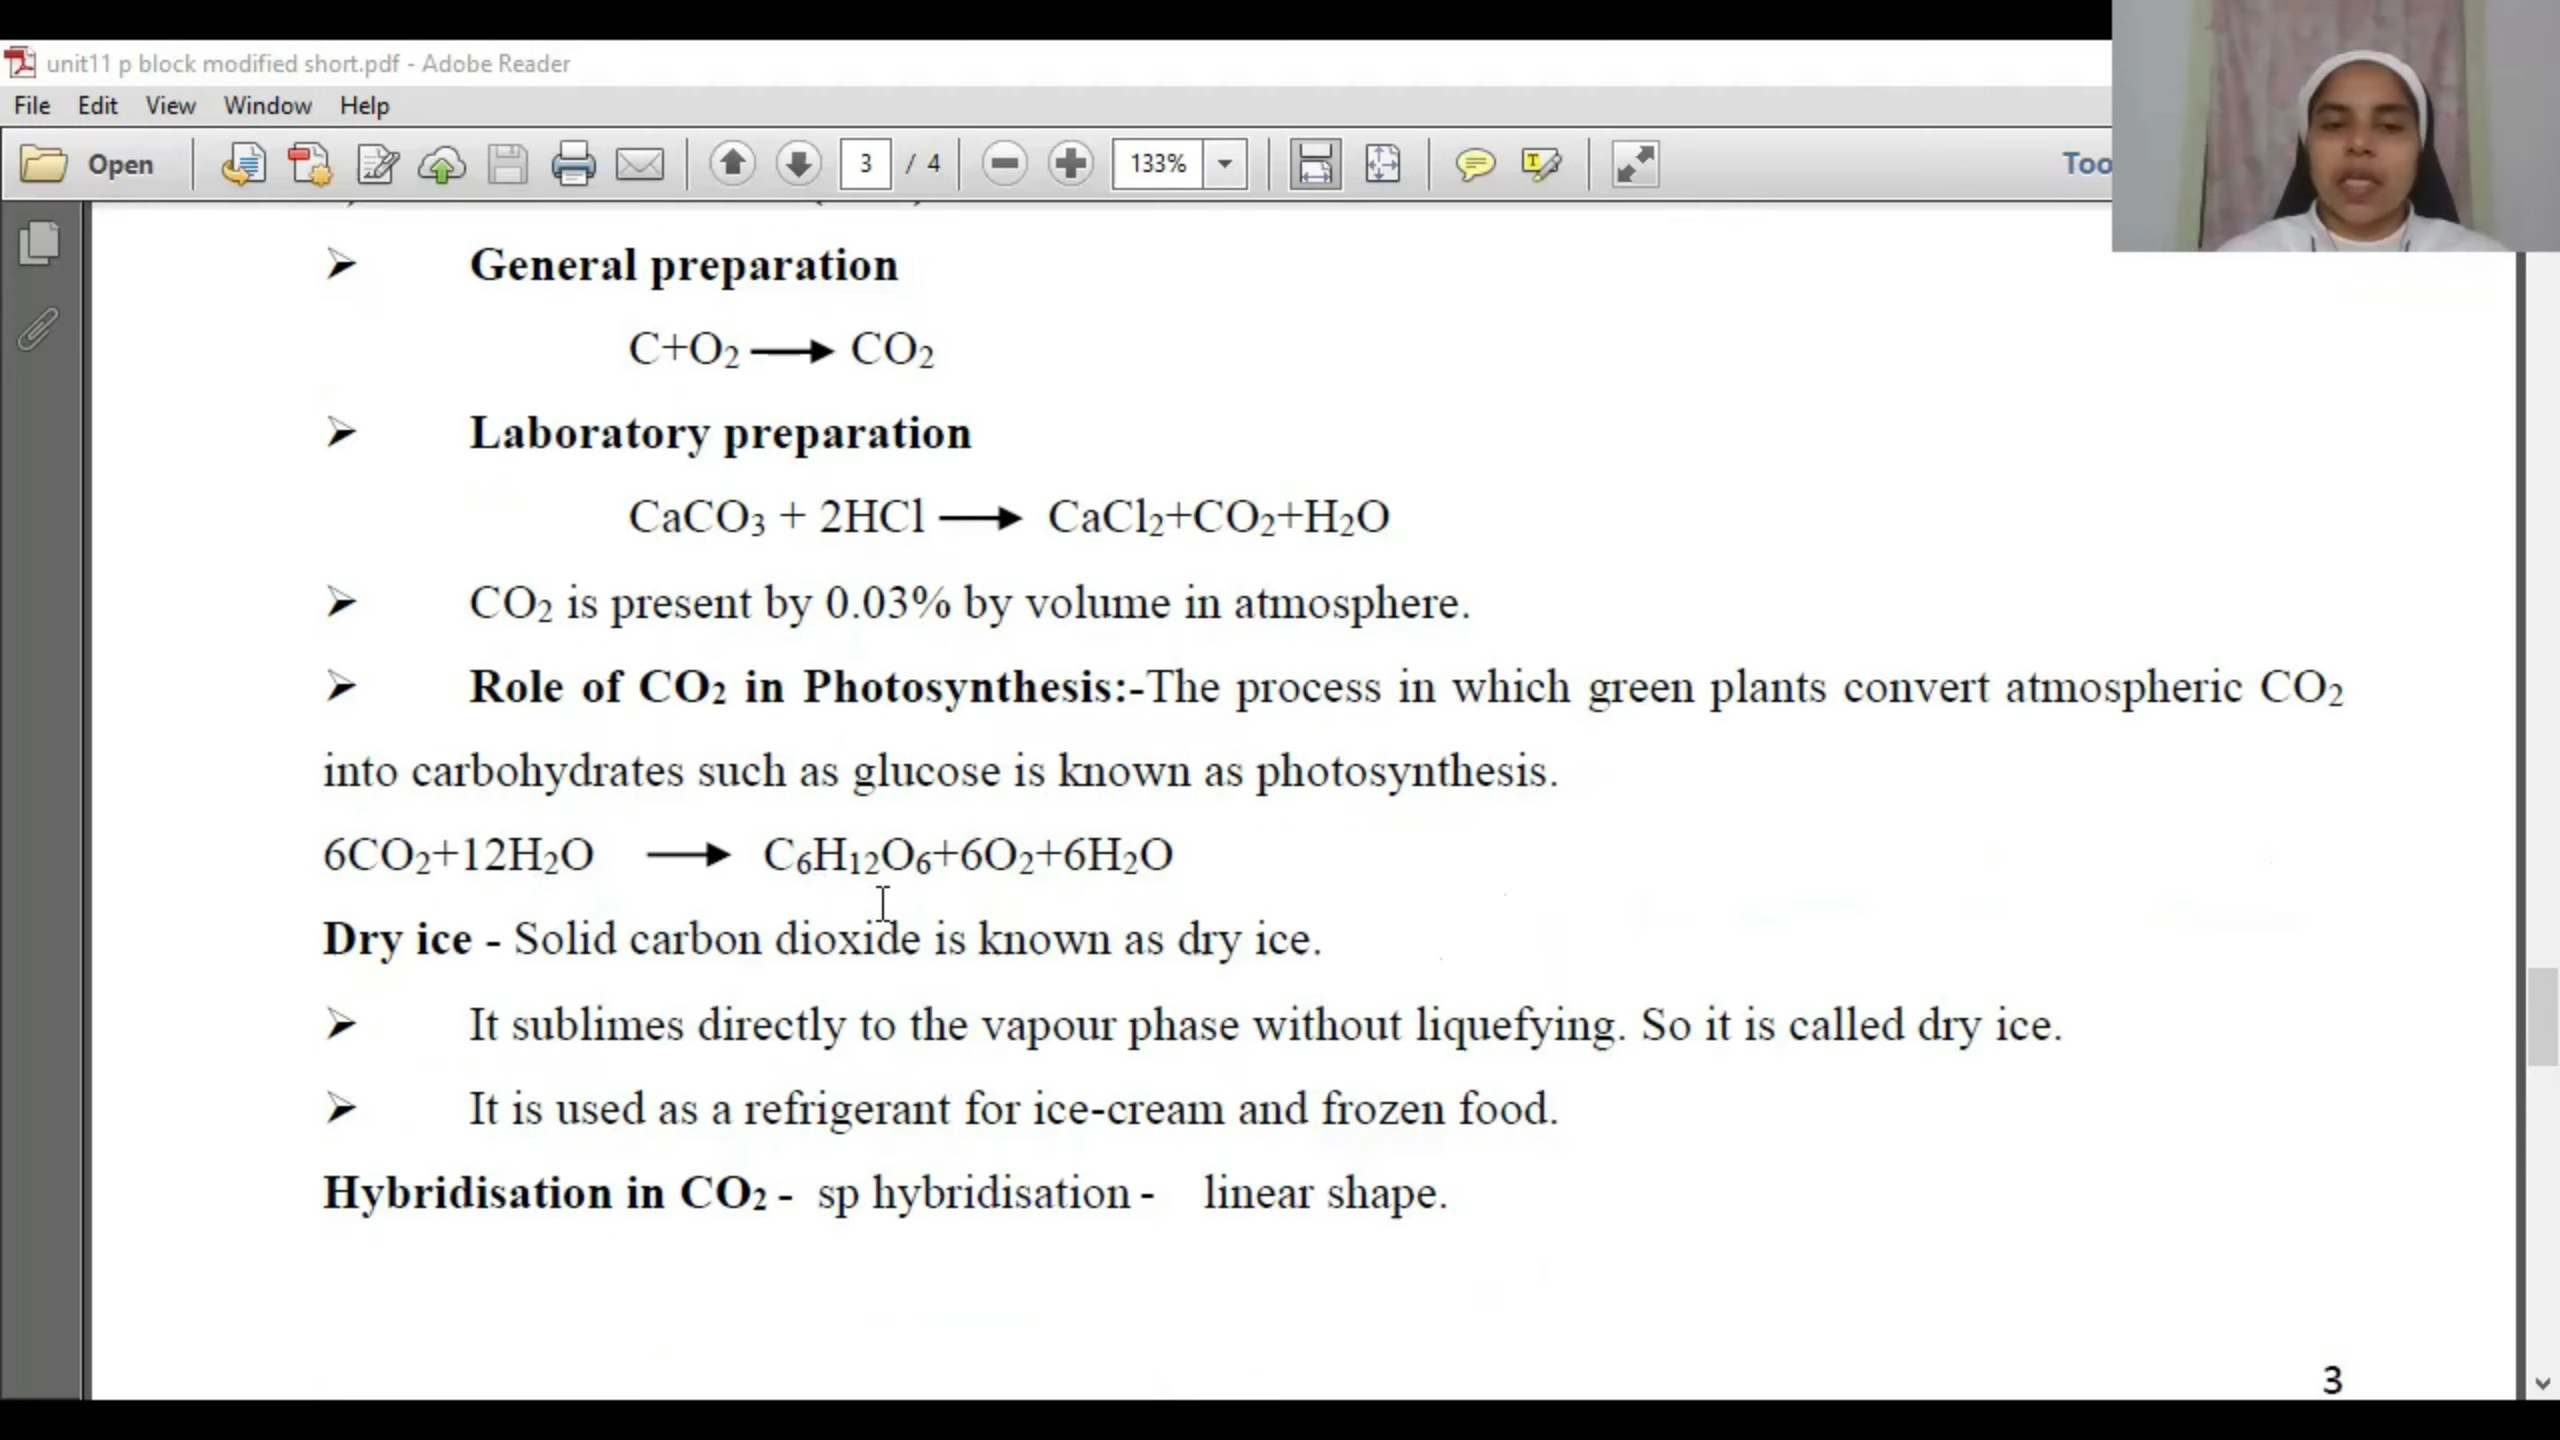 unit11 p block modified short.pdf - Adobe Reader
File Edit View Window Help
Open 3 / 4 133% Too
➢ General preparation
C+O₂ ⟶ CO₂
➢ Laboratory preparation
CaCO₃ + 2HCl ⟶ CaCl₂+CO₂+H₂O
➢ CO₂ is present by 0.03% by volume in atmosphere.
➢ Role of CO₂ in Photosynthesis:-The process in which green plants convert atmospheric CO₂
into carbohydrates such as glucose is known as photosynthesis.
6CO₂+12H₂O ⟶ C₆H₁₂O₆+6O₂+6H₂O
Dry ice - Solid carbon dioxide is known as dry ice.
➢ It sublimes directly to the vapour phase without liquefying. So it is called dry ice.
➢ It is used as a refrigerant for ice-cream and frozen food.
Hybridisation in CO₂ - sp hybridisation - linear shape.
3